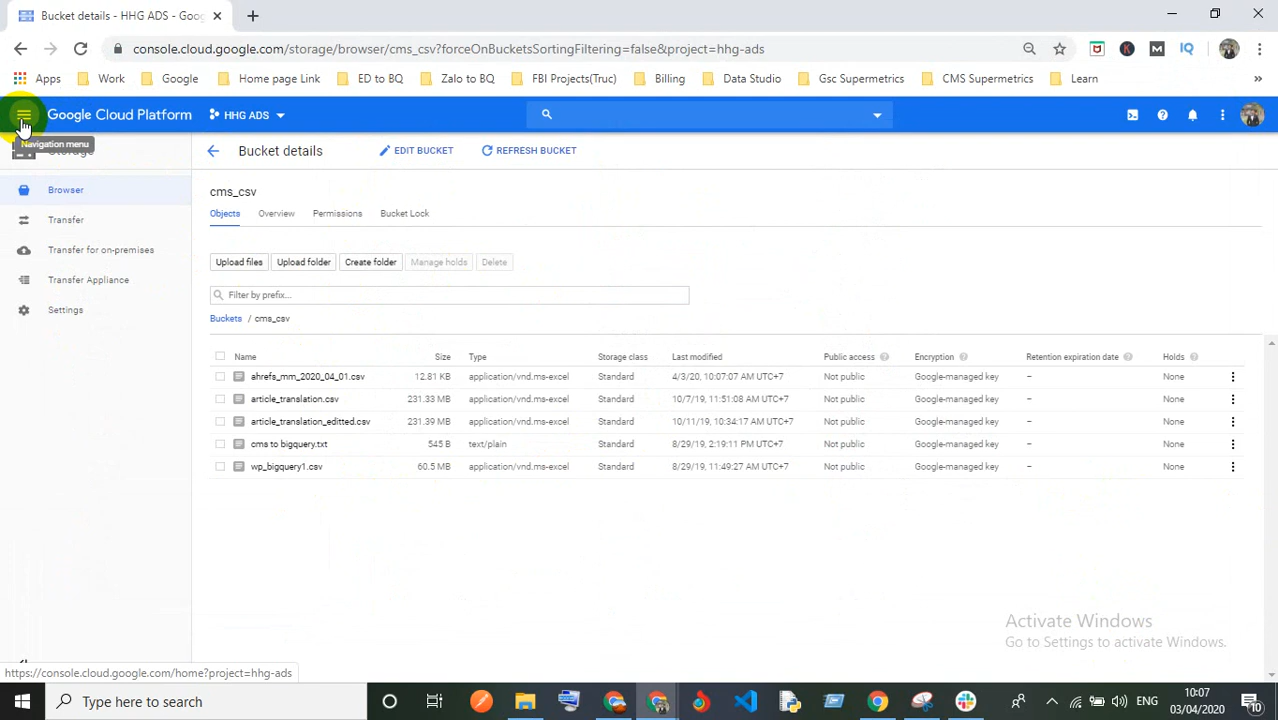 Bucket details - HHG ADS - Goo
console.cloud.google.com/storage/browser/cms_csv?forceOnBucketsSortingFiltering=false&project=hhg-ads
Apps Work Google Home page Link ED to BQ Zalo to BQ FBI Projects(Truc) Billing Data Studio Gsc Supermetrics CMS Supermetrics Learn »
Google Cloud Platform HHG ADS
Navigation menu
Storage
Bucket details EDIT BUCKET REFRESH BUCKET
Browser
Transfer
Transfer for on-premises
Transfer Appliance
Settings
cms_csv
Objects Overview Permissions Bucket Lock
Upload files Upload folder Create folder Manage holds Delete
Filter by prefix...
Buckets / cms_csv
Name Size Type Storage class Last modified Public access Encryption Retention expiration date Holds
ahrefs_mm_2020_04_01.csv 12.81 KB application/vnd.ms-excel Standard 4/3/20, 10:07:07 AM UTC+7 Not public Google-managed key – None
article_translation.csv 231.33 MB application/vnd.ms-excel Standard 10/7/19, 11:51:08 AM UTC+7 Not public Google-managed key – None
article_translation_editted.csv 231.39 MB application/vnd.ms-excel Standard 10/11/19, 10:34:17 AM UTC+7 Not public Google-managed key – None
cms to bigquery.txt 545 B text/plain Standard 8/29/19, 2:19:11 PM UTC+7 Not public Google-managed key – None
wp_bigquery1.csv 60.5 MB application/vnd.ms-excel Standard 8/29/19, 11:49:27 AM UTC+7 Not public Google-managed key – None
Activate Windows
Go to Settings to activate Windows.
https://console.cloud.google.com/home?project=hhg-ads
Type here to search
ENG
10:07
03/04/2020
10